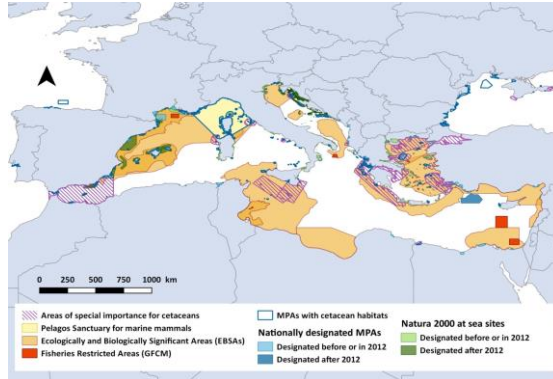 0 250 500 750 1000 km
Areas of special importance for cetaceans
Pelagos Sanctuary for marine mammals
Ecologically and Biologically Significant Areas (EBSAs)
Fisheries Restricted Areas (GFCM)
MPAs with cetacean habitats
Nationally designated MPAs
Designated before or in 2012
Designated after 2012
Natura 2000 at sea sites
Designated before or in 2012
Designated after 2012